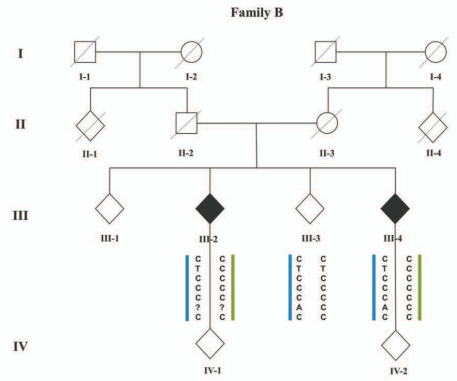 Family B
I
I-1
I-2
I-3
I-4
II
II-1
II-2
II-3
II-4
III
III-1
III-2
III-3
III-4
C C C C C C
T C T T T C
C C C C C C
C C C C C C
C C C C C C
? ? A C A C
C C C C C C
IV
IV-1
IV-2